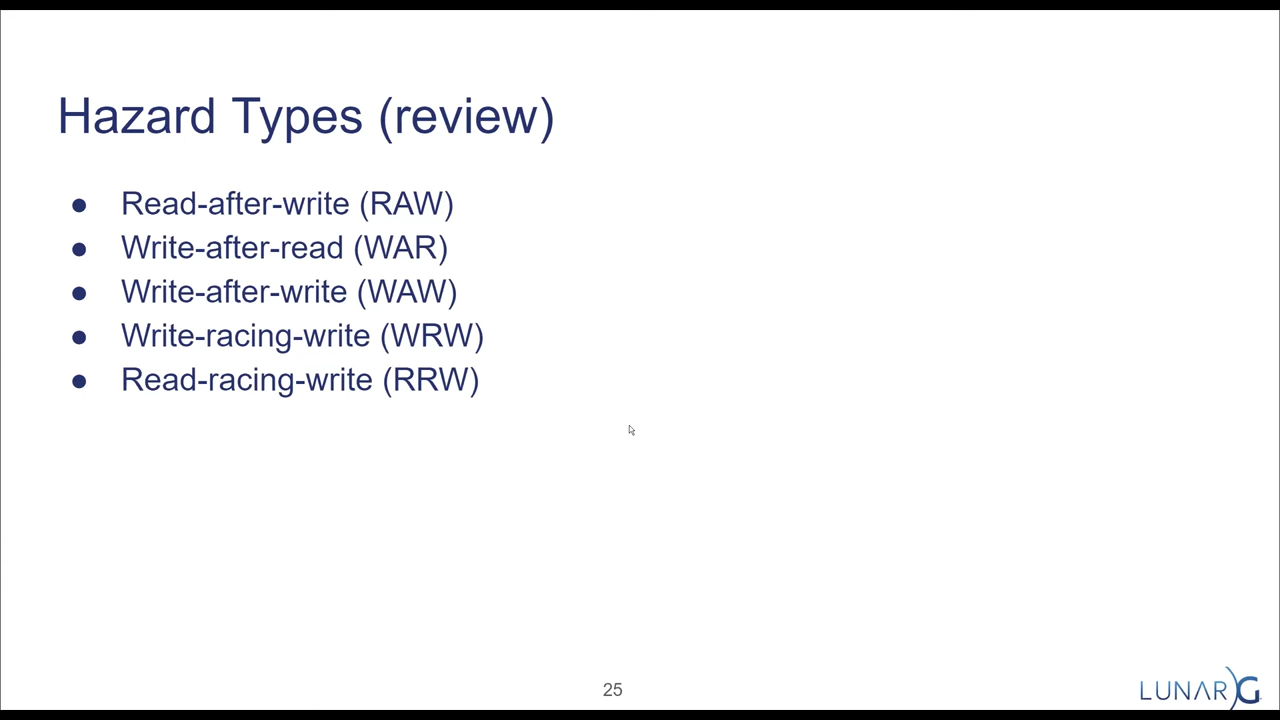 Hazard Types (review)
● Read-after-write (RAW)
● Write-after-read (WAR)
● Write-after-write (WAW)
● Write-racing-write (WRW)
● Read-racing-write (RRW)
25
LUNAR G